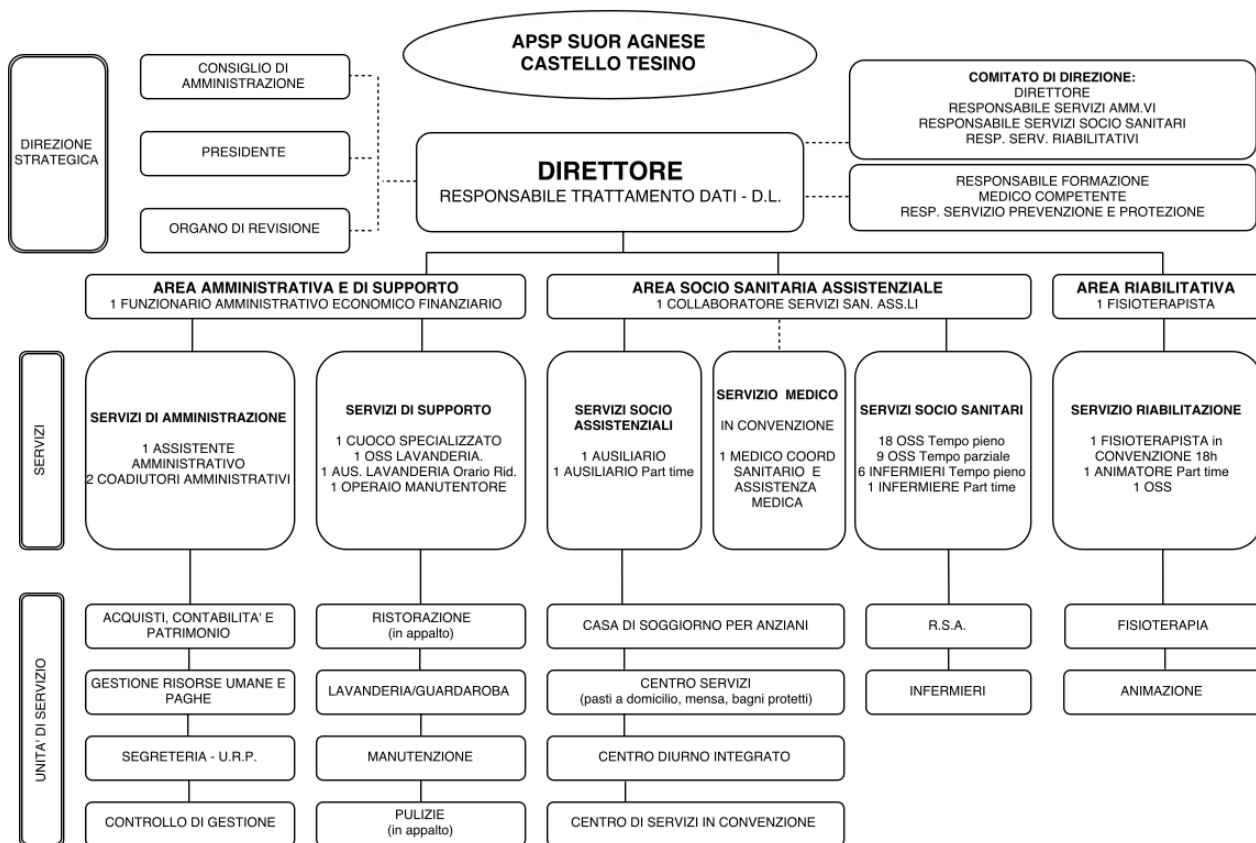 APSP SUOR AGNESE
CASTELLO TESINO
DIREZIONE
STRATEGICA
CONSIGLIO DI
AMMINISTRAZIONE
PRESIDENTE
ORGANO DI REVISIONE
DIRETTORE
RESPONSABILE TRATTAMENTO DATI - D.L.
COMITATO DI DIREZIONE:
DIRETTORE
RESPONSABILE SERVIZI AMM.VI
RESPONSABILE SERVIZI SOCIO SANITARI
RESP. SERV. RIABILITATIVI
RESPONSABILE FORMAZIONE
MEDICO COMPETENTE
RESP. SERVIZIO PREVENZIONE E PROTEZIONE
AREA AMMINISTRATIVA E DI SUPPORTO
1 FUNZIONARIO AMMINISTRATIVO ECONOMICO FINANZIARIO
AREA SOCIO SANITARIA ASSISTENZIALE
1 COLLABORATORE SERVIZI SAN. ASS.LI
AREA RIABILITATIVA
1 FISIOTERAPISTA
SERVIZI
SERVIZI DI AMMINISTRAZIONE
1 ASSISTENTE
AMMINISTRATIVO
2 COADIUTORI AMMINISTRATIVI
SERVIZI DI SUPPORTO
1 CUOCO SPECIALIZZATO
1 OSS LAVANDERIA.
1 AUS. LAVANDERIA Orario Rid.
1 OPERAIO MANUTENTORE
SERVIZI SOCIO
ASSISTENZIALI
1 AUSILIARIO
1 AUSILIARIO Part time
SERVIZIO MEDICO
IN CONVENZIONE
1 MEDICO COORD
SANITARIO E
ASSISTENZA
MEDICA
SERVIZI SOCIO SANITARI
18 OSS Tempo pieno
9 OSS Tempo parziale
6 INFERMIERI Tempo pieno
1 INFERMIERE Part time
SERVIZIO RIABILITAZIONE
1 FISIOTERAPISTA in
CONVENZIONE 18h
1 ANIMATORE Part time
1 OSS
UNITA' DI SERVIZIO
ACQUISTI, CONTABILITA' E
PATRIMONIO
GESTIONE RISORSE UMANE E
PAGHE
SEGRETERIA - U.R.P.
CONTROLLO DI GESTIONE
RISTORAZIONE
(in appalto)
LAVANDERIA/GUARDAROBA
MANUTENZIONE
PULIZIE
(in appalto)
CASA DI SOGGIORNO PER ANZIANI
CENTRO SERVIZI
(pasti a domicilio, mensa, bagni protetti)
CENTRO DIURNO INTEGRATO
CENTRO DI SERVIZI IN CONVENZIONE
R.S.A.
INFERMIERI
FISIOTERAPIA
ANIMAZIONE